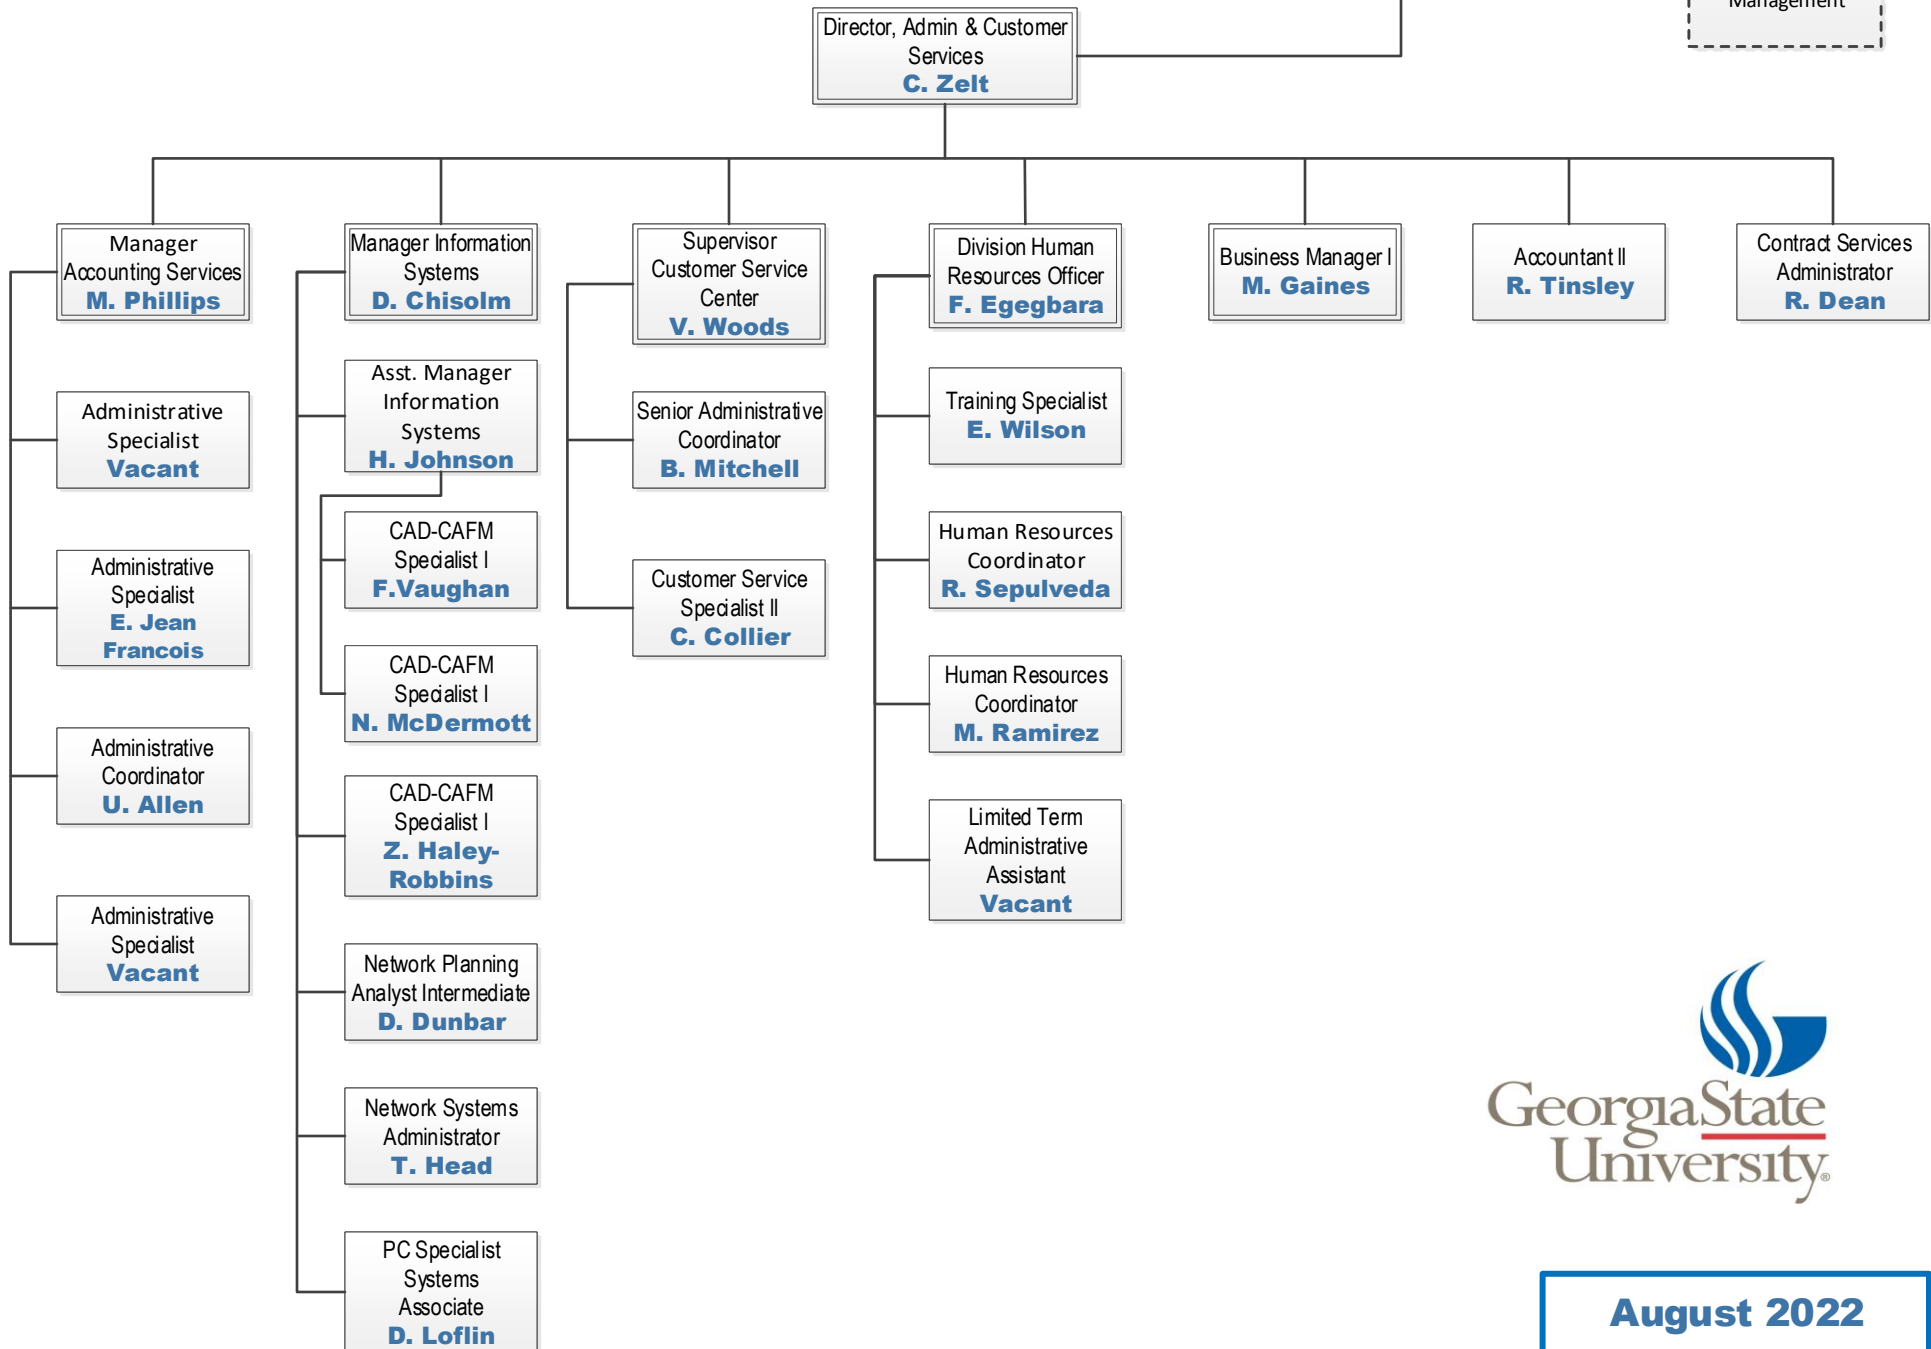 Management
Director, Admin & Customer
Services
C. Zelt
Manager
Accounting Services
M. Phillips
Administrative
Specialist
Vacant
Administrative
Specialist
E. Jean
Francois
Administrative
Coordinator
U. Allen
Administrative
Specialist
Vacant
Manager Information
Systems
D. Chisolm
Asst. Manager
Information
Systems
H. Johnson
CAD-CAFM
Specialist I
F.Vaughan
CAD-CAFM
Specialist I
N. McDermott
CAD-CAFM
Specialist I
Z. Haley-
Robbins
Network Planning
Analyst Intermediate
D. Dunbar
Network Systems
Administrator
T. Head
PC Specialist
Systems
Associate
D. Loflin
Supervisor
Customer Service
Center
V. Woods
Senior Administrative
Coordinator
B. Mitchell
Customer Service
Specialist II
C. Collier
Division Human
Resources Officer
F. Egegbara
Training Specialist
E. Wilson
Human Resources
Coordinator
R. Sepulveda
Human Resources
Coordinator
M. Ramirez
Limited Term
Administrative
Assistant
Vacant
Business Manager I
M. Gaines
Accountant II
R. Tinsley
Contract Services
Administrator
R. Dean
GeorgiaState
University®
August 2022